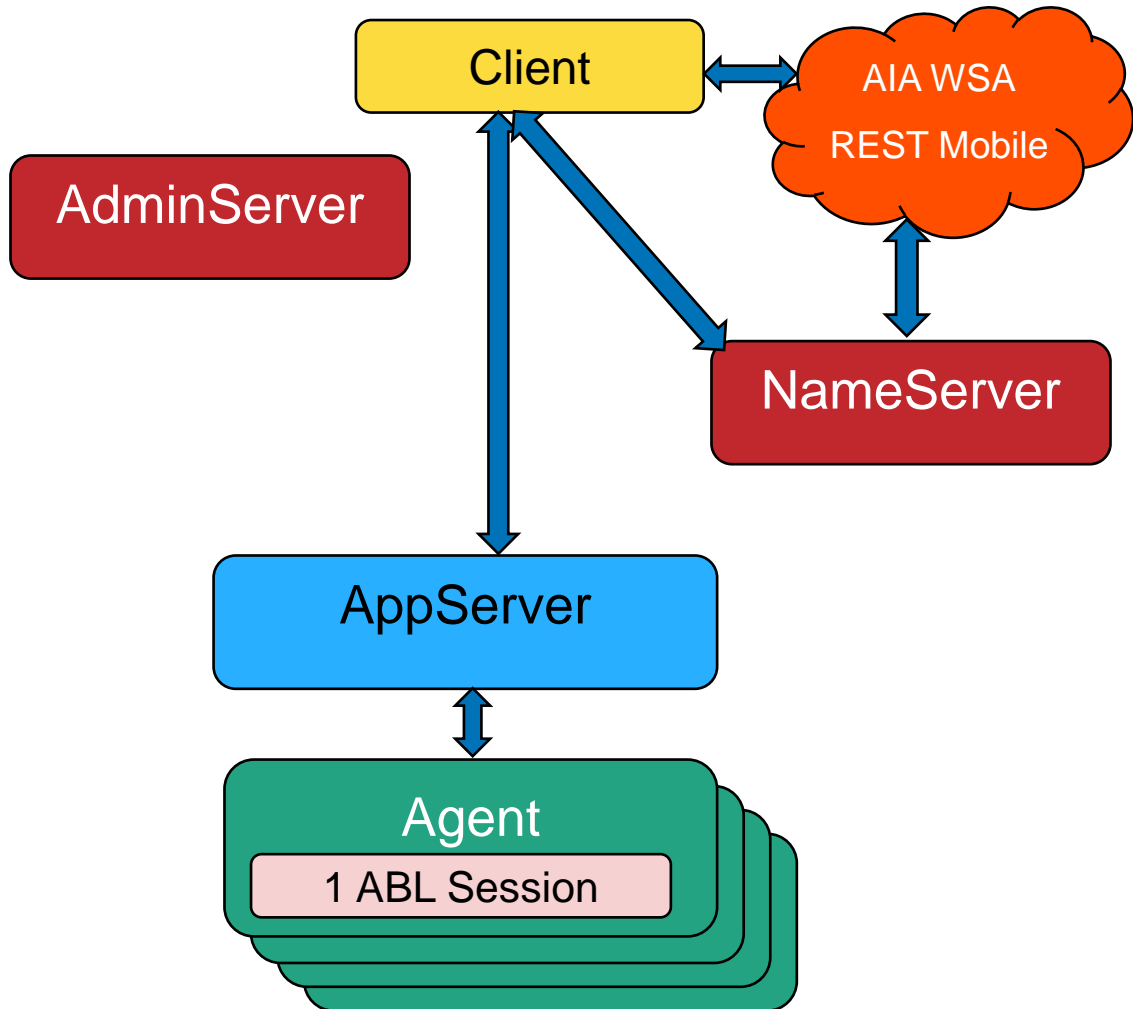 Client
AIA WSA
REST Mobile
AdminServer
NameServer
AppServer
Agent
1 ABL Session